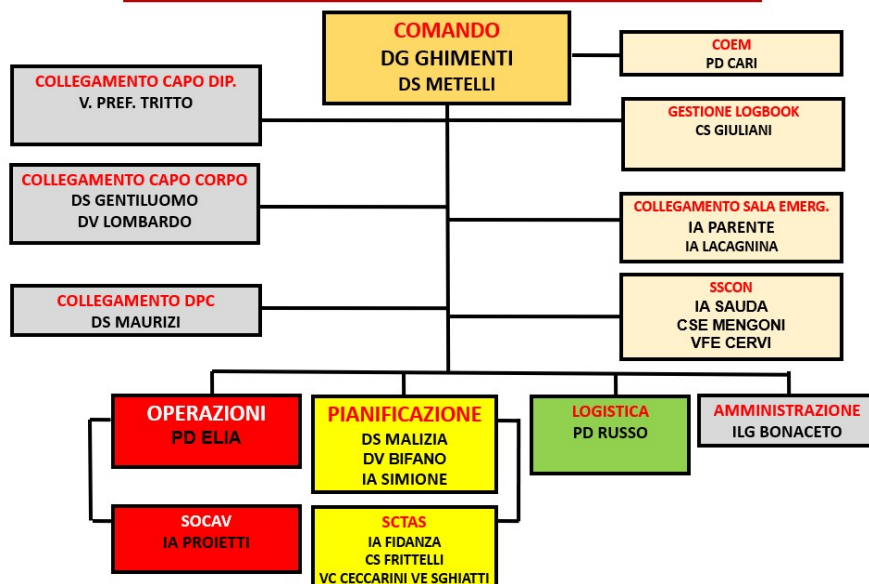 COMANDO
DG GHIMENTI
DS METELLI
COEM
PD CARI
COLLEGAMENTO CAPO DIP.
V. PREF. TRITTO
GESTIONE LOGBOOK
CS GIULIANI
COLLEGAMENTO CAPO CORPO
DS GENTILUOMO
DV LOMBARDO
COLLEGAMENTO SALA EMERG.
IA PARENTE
IA LACAGNINA
COLLEGAMENTO DPC
DS MAURIZI
SSCON
IA SAUDA
CSE MENGONI
VFE CERVI
OPERAZIONI
PD ELIA
PIANIFICAZIONE
DS MALIZIA
DV BIFANO
IA SIMIONE
LOGISTICA
PD RUSSO
AMMINISTRAZIONE
ILG BONACETO
SOCAV
IA PROIETTI
SCTAS
IA FIDANZA
CS FRITTELLI
VC CECCARINI VE SGHIATTI